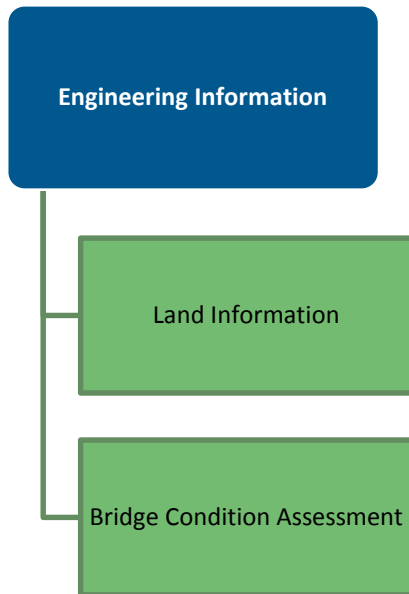 Engineering Information
Land Information
Bridge Condition Assessment